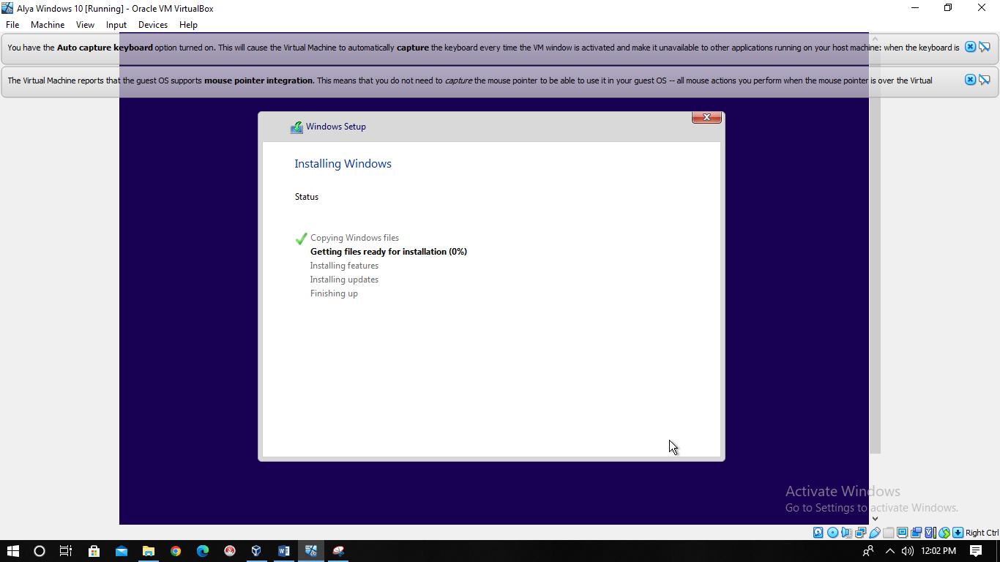 Alya Windows 10 [Running] - Oracle VM VirtualBox
File Machine View Input Devices Help
You have the Auto capture keyboard option turned on. This will cause the Virtual Machine to automatically capture the keyboard every time the VM window is activated and make it unavailable to other applications running on your host machine: when the keyboard is
The Virtual Machine reports that the guest OS supports mouse pointer integration. This means that you do not need to capture the mouse pointer to be able to use it in your guest OS -- all mouse actions you perform when the mouse pointer is over the Virtual
Windows Setup
Installing Windows
Status
Copying Windows files
Getting files ready for installation (0%)
Installing features
Installing updates
Finishing up
Activate Windows
Go to Settings to activate Windows.
Right Ctrl
12:02 PM